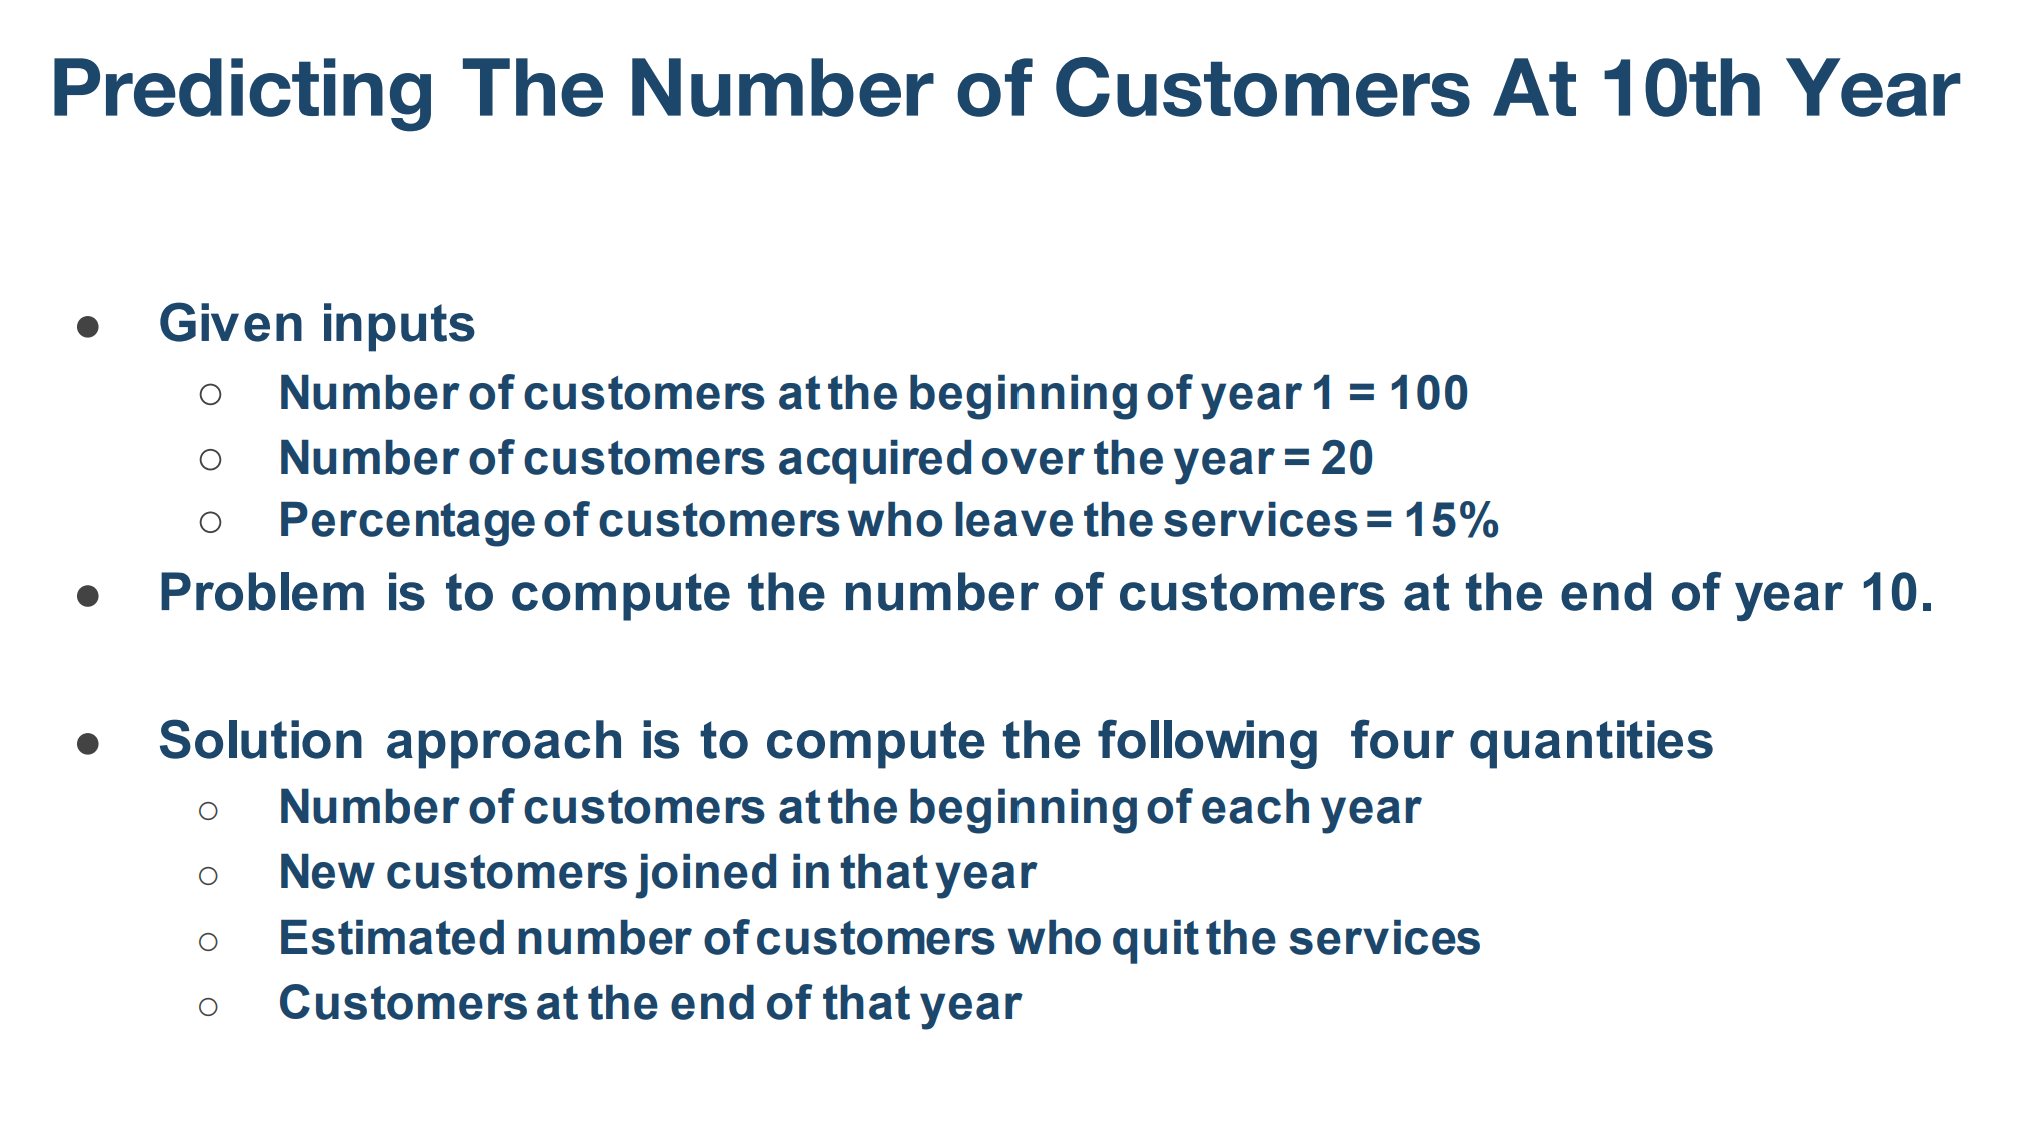 Predicting The Number of Customers At 10th Year
● Given inputs
○ Number of customers at the beginning of year 1 = 100
○ Number of customers acquired over the year = 20
○ Percentage of customers who leave the services = 15%
● Problem is to compute the number of customers at the end of year 10.
● Solution approach is to compute the following four quantities
○ Number of customers at the beginning of each year
○ New customers joined in that year
○ Estimated number of customers who quit the services
○ Customers at the end of that year